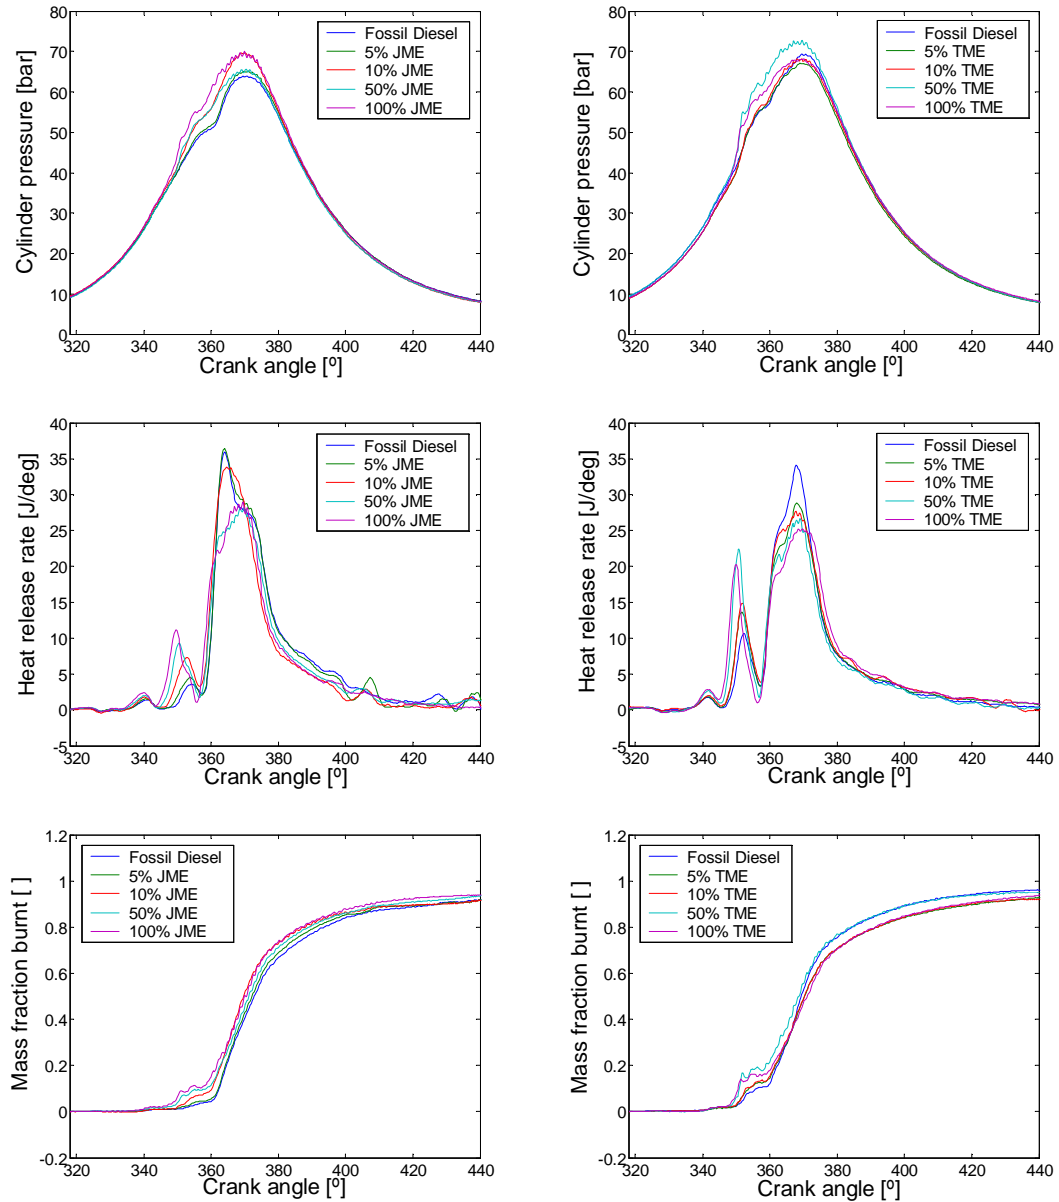 Cylinder pressure [bar]
80
70
60
50
40
30
20
10
0
320 340 360 380 400 420 440
Crank angle [º]
Fossil Diesel
5% JME
10% JME
50% JME
100% JME
Cylinder pressure [bar]
80
70
60
50
40
30
20
10
0
320 340 360 380 400 420 440
Crank angle [º]
Fossil Diesel
5% TME
10% TME
50% TME
100% TME
Heat release rate [J/deg]
40
35
30
25
20
15
10
5
0
-5
320 340 360 380 400 420 440
Crank angle [º]
Fossil Diesel
5% JME
10% JME
50% JME
100% JME
Heat release rate [J/deg]
40
35
30
25
20
15
10
5
0
-5
320 340 360 380 400 420 440
Crank angle [º]
Fossil Diesel
5% TME
10% TME
50% TME
100% TME
Mass fraction burnt [ ]
1.2
1
0.8
0.6
0.4
0.2
0
-0.2
320 340 360 380 400 420 440
Crank angle [º]
Fossil Diesel
5% JME
10% JME
50% JME
100% JME
Mass fraction burnt [ ]
1.2
1
0.8
0.6
0.4
0.2
0
-0.2
320 340 360 380 400 420 440
Crank angle [º]
Fossil Diesel
5% TME
10% TME
50% TME
100% TME